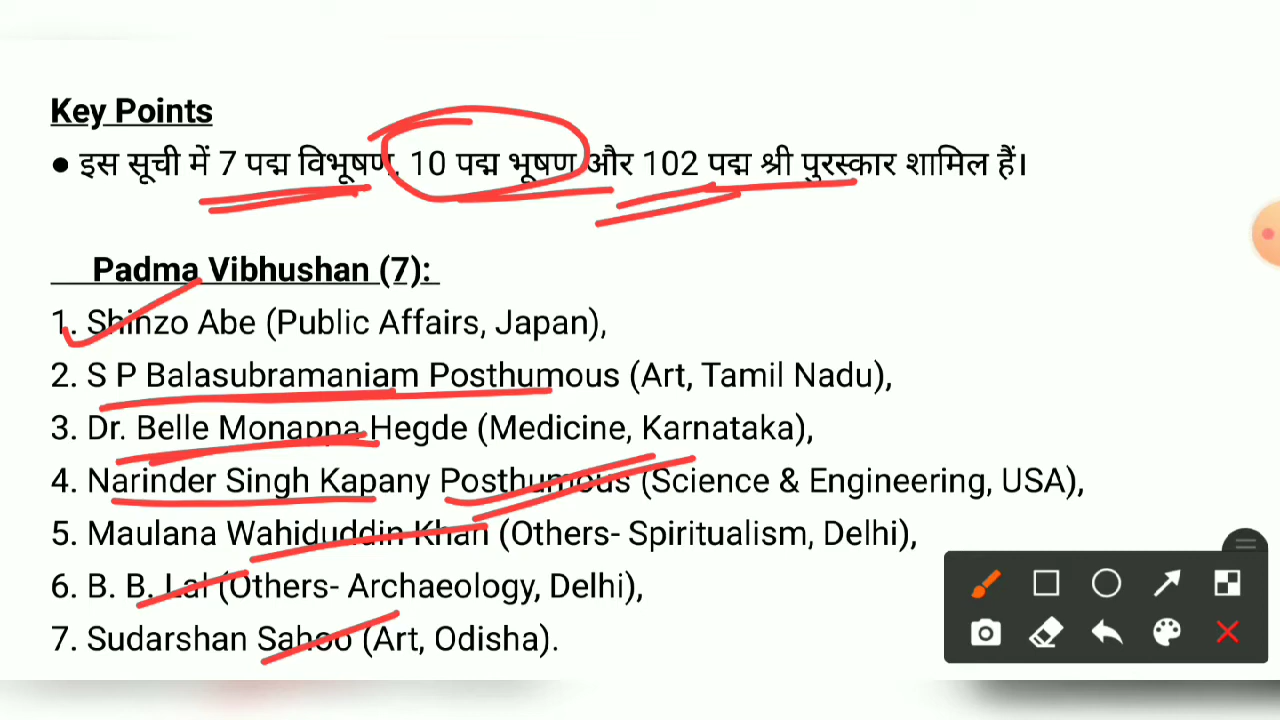 Key Points
● इस सूची में 7 पद्म विभूषण, 10 पद्म भूषण और 102 पद्म श्री पुरस्कार शामिल हैं।
Padma Vibhushan (7):
1. Shinzo Abe (Public Affairs, Japan),
2. S P Balasubramaniam Posthumous (Art, Tamil Nadu),
3. Dr. Belle Monappa Hegde (Medicine, Karnataka),
4. Narinder Singh Kapany Posthumous (Science & Engineering, USA),
5. Maulana Wahiduddin Khan (Others- Spiritualism, Delhi),
6. B. B. Lal (Others- Archaeology, Delhi),
7. Sudarshan Sahoo (Art, Odisha).